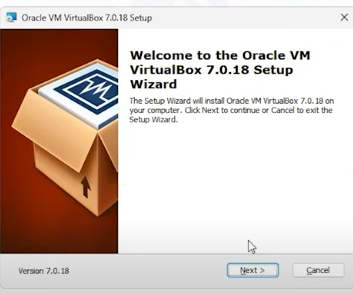 Oracle VM VirtualBox 7.0.18 Setup
Welcome to the Oracle VM
VirtualBox 7.0.18 Setup
Wizard
The Setup Wizard will install Oracle VM VirtualBox 7.0.18 on
your computer. Click Next to continue or Cancel to exit the
Setup Wizard.
Version 7.0.18
Next >
Cancel